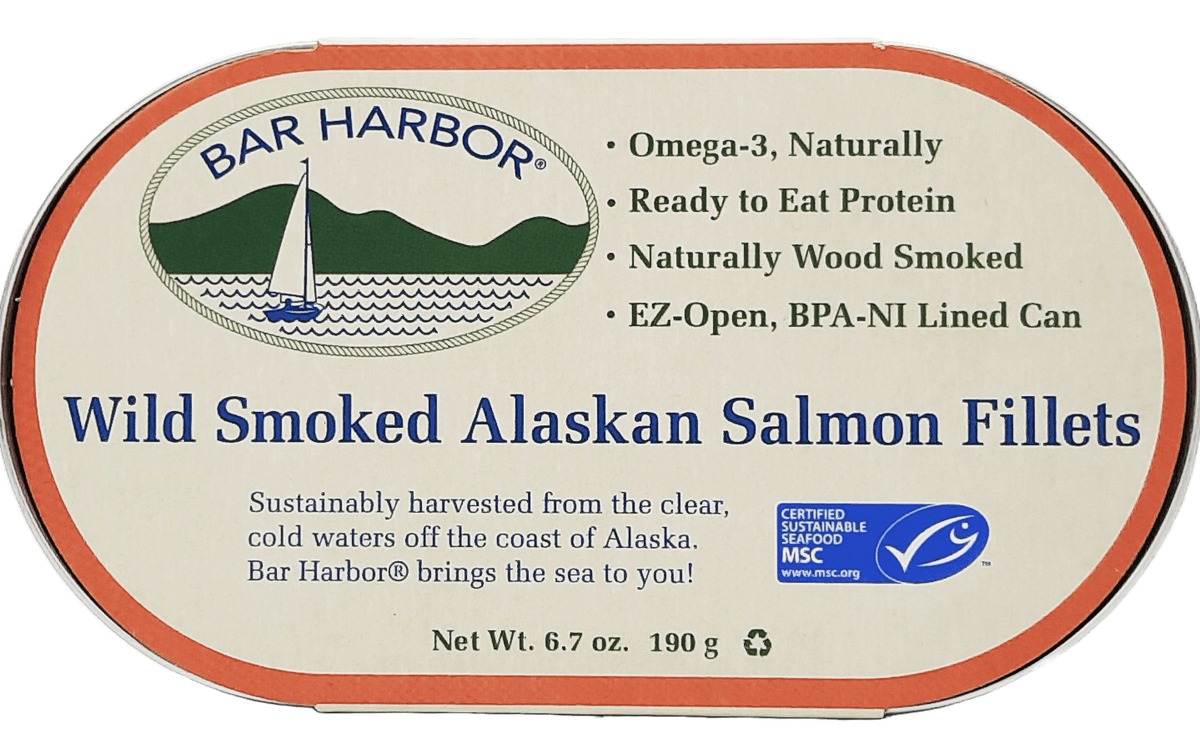 BAR HARBOR®
• Omega-3, Naturally
• Ready to Eat Protein
• Naturally Wood Smoked
• EZ-Open, BPA-NI Lined Can
Wild Smoked Alaskan Salmon Fillets
Sustainably harvested from the clear,
cold waters off the coast of Alaska.
Bar Harbor® brings the sea to you!
CERTIFIED
SUSTAINABLE
SEAFOOD
MSC
www.msc.org
™
Net Wt. 6.7 oz. 190 g